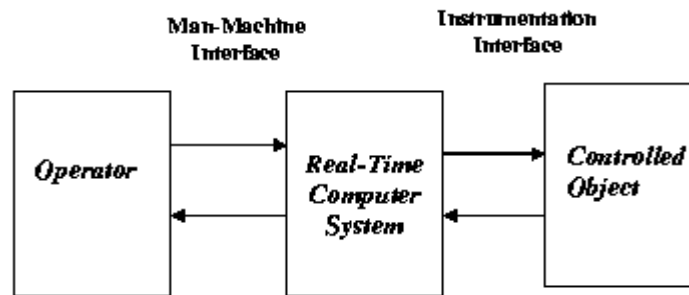 Man-Machine
Interface
Instrumentation
Interface
Operator
Real-Time
Computer
System
Controlled
Object